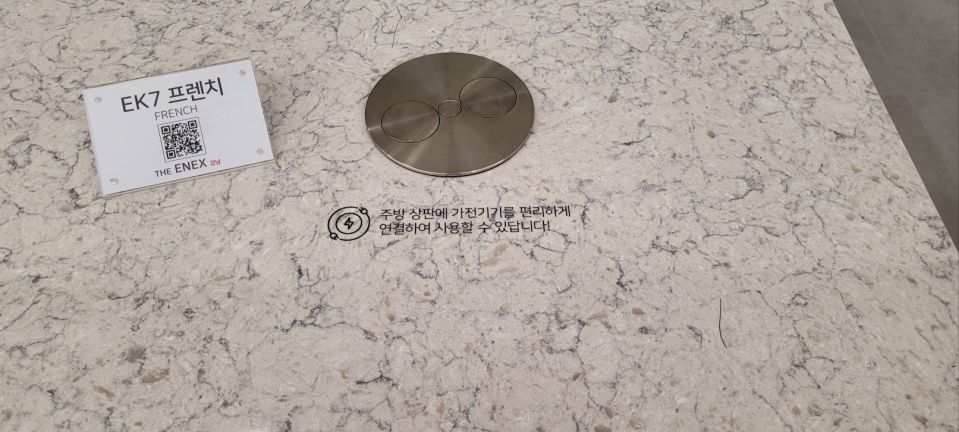 EK7 프렌치
FRENCH
THE ENEX 강남
주방 상판에 가전기기를 편리하게
연결하여 사용할 수 있답니다!